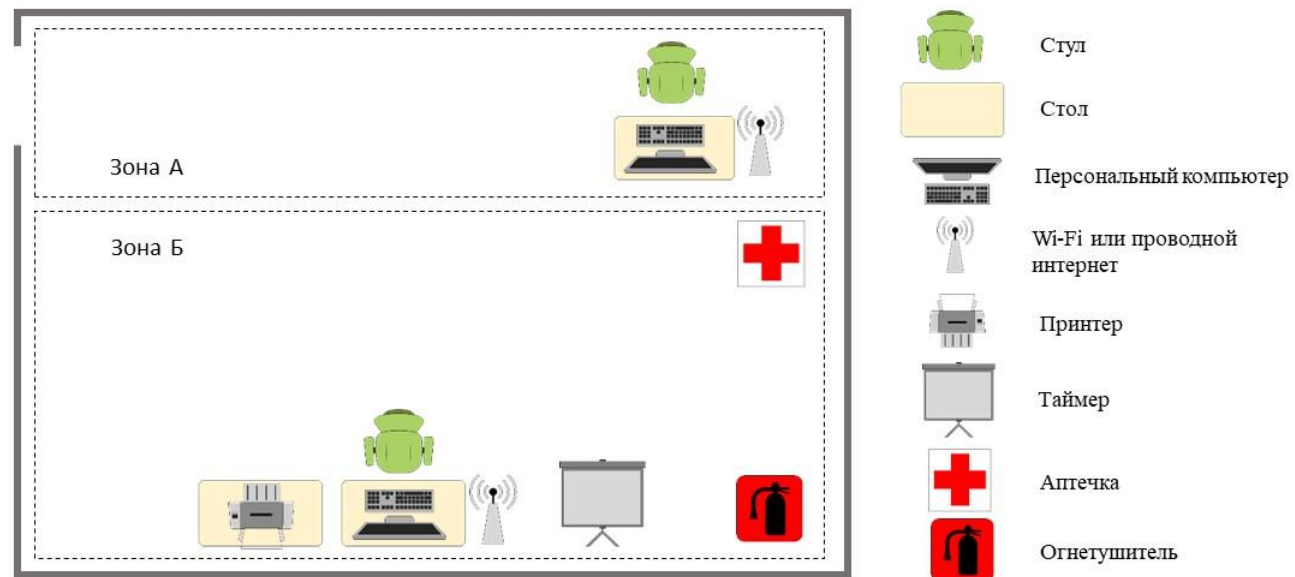 Зона А
Зона Б
Стул
Стол
Персональный компьютер
Wi-Fi или проводной
интернет
Принтер
Таймер
Аптечка
Огнетушитель